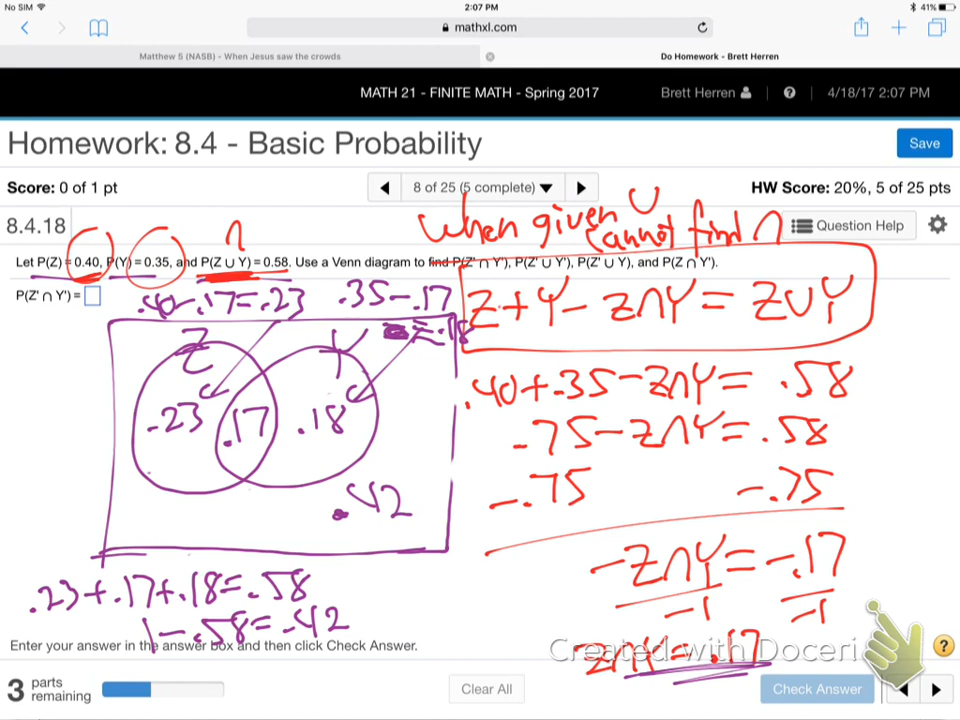 No SIM 2:07 PM 41%
mathxl.com
Matthew 5 (NASB) - When Jesus saw the crowds Do Homework - Brett Herren
MATH 21 - FINITE MATH - Spring 2017 Brett Herren ? 4/18/17 2:07 PM
Homework: 8.4 - Basic Probability Save
Score: 0 of 1 pt 8 of 25 (5 complete) HW Score: 20%, 5 of 25 pts
8.4.18 Question Help
when given ∪
cannot find ∩
∩
Let P(Z) = 0.40, P(Y) = 0.35, and P(Z ∪ Y) = 0.58. Use a Venn diagram to find P(Z' ∩ Y'), P(Z' ∪ Y'), P(Z' ∪ Y), and P(Z ∩ Y').
P(Z' ∩ Y') =
.40-.17=.23 .35-.17
=.18
Z+Y-Z∩Y=Z∪Y
Z Y
.40+.35-Z∩Y=.58
.23 .17 .18
.75-Z∩Y=.58
-.75 -.75
.42
-Z∩Y=-.17
-1 -1
.23+.17+.18=.58
1-.58=.42
Z∩Y=.17
Enter your answer in the answer box and then click Check Answer.
Created with Doceri
?
3 parts remaining Clear All Check Answer